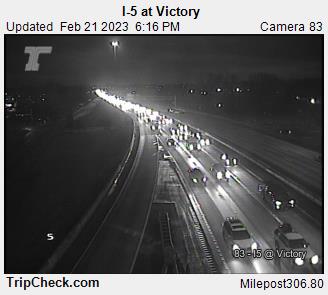 I-5 at Victory
Updated Feb 21 2023 6:16 PM Camera 83
T
S
83 - I5 @ Victory
TripCheck.com Milepost306.80